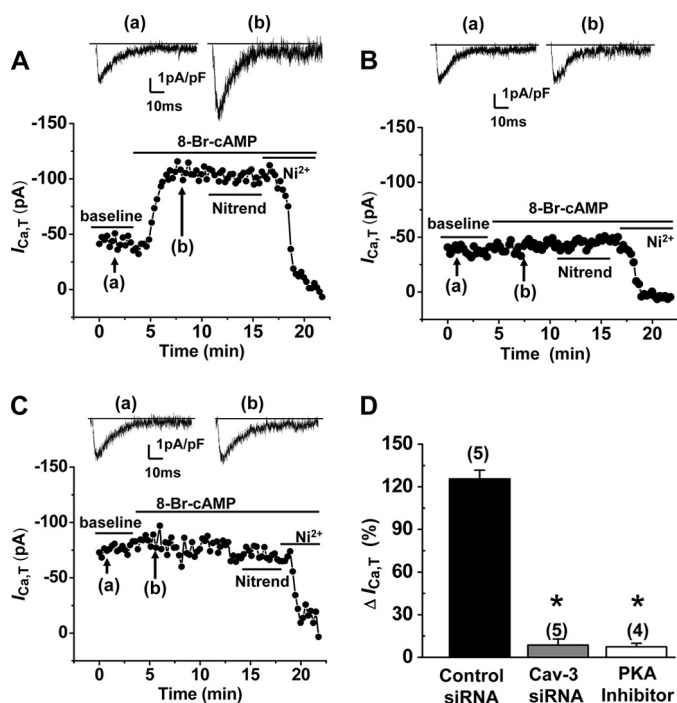 (a) (b)
A
1pA/pF
10ms
8-Br-cAMP
Ni2+
baseline
Nitrend
(a)
(b)
-150
-100
-50
0
ICa,T (pA)
0 5 10 15 20
Time (min)
(a) (b)
B
1pA/pF
10ms
8-Br-cAMP
baseline
Ni2+
Nitrend
(a)
(b)
-150
-100
-50
0
ICa,T (pA)
0 5 10 15 20
Time (min)
(a) (b)
C
1pA/pF
10ms
8-Br-cAMP
baseline
Ni2+
Nitrend
(a)
(b)
-150
-100
-75
-50
-25
0
ICa,T (pA)
0 5 10 15 20
Time (min)
D
150
120
90
60
30
0
Δ ICa,T (%)
(5)
*
(5)
*
(4)
Control siRNA
Cav-3 siRNA
PKA Inhibitor